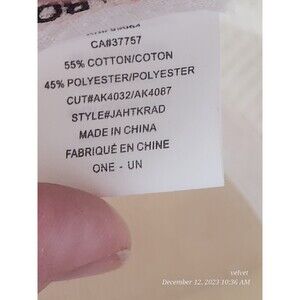 CA#37757
55% COTTON/COTON
45% POLYESTER/POLYESTER
CUT#AK4032/AK4087
STYLE#JAHTKRAD
MADE IN CHINA
FABRIQUÉ EN CHINE
ONE - UN
velvet
December 12, 2023 10:36 AM